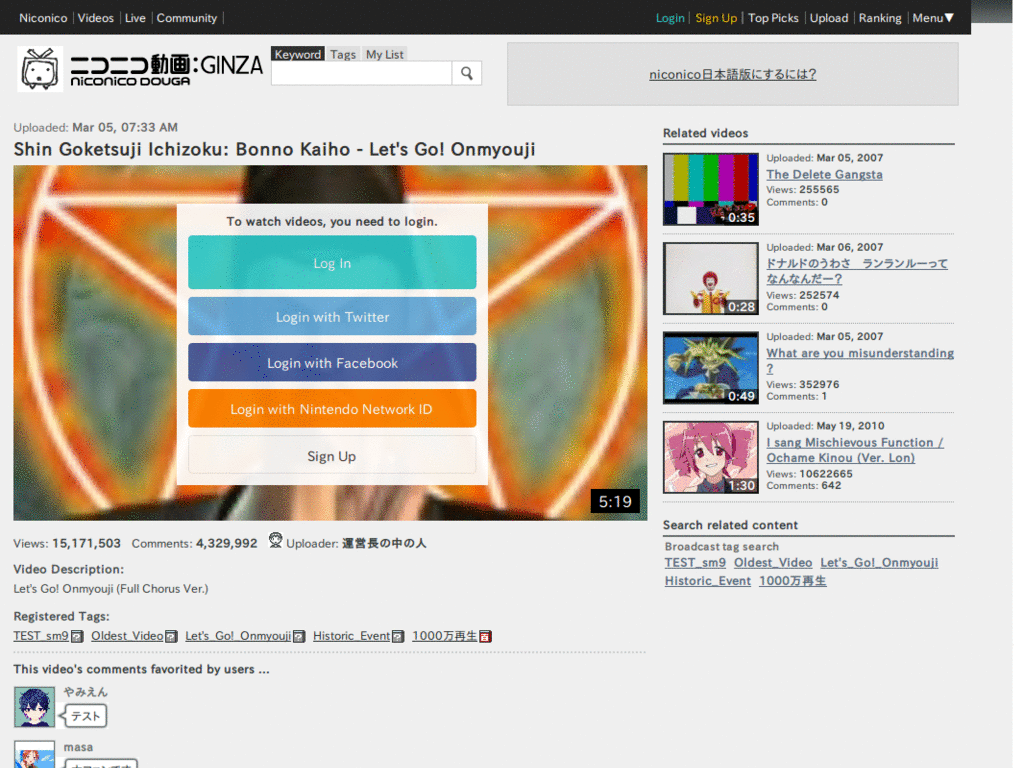 Niconico Videos Live Community
Login Sign Up Top Picks Upload Ranking Menu▼
ニコニコ動画:GINZA
NICONICO DOUGA
Keyword Tags My List
niconico日本語版にするには?
Uploaded: Mar 05, 07:33 AM
Shin Goketsuji Ichizoku: Bonno Kaiho - Let's Go! Onmyouji
To watch videos, you need to login.
Log In
Login with Twitter
Login with Facebook
Login with Nintendo Network ID
Sign Up
5:19
Views: 15,171,503 Comments: 4,329,992 Uploader: 運営長の中の人
Video Description:
Let's Go! Onmyouji (Full Chorus Ver.)
Registered Tags:
TEST_sm9 Oldest_Video Let's_Go!_Onmyouji Historic_Event 1000万再生
This video's comments favorited by users ...
やみえん
テスト
masa
Related videos
0:35
Uploaded: Mar 05, 2007
The Delete Gangsta
Views: 255565
Comments: 0
0:28
Uploaded: Mar 06, 2007
ドナルドのうわさ　ランランルーって
なんなんだー?
Views: 252574
Comments: 0
0:49
Uploaded: Mar 05, 2007
What are you misunderstanding
?
Views: 352976
Comments: 1
1:30
Uploaded: May 19, 2010
I sang Mischievous Function /
Ochame Kinou (Ver. Lon)
Views: 10622665
Comments: 642
Search related content
Broadcast tag search
TEST_sm9 Oldest_Video Let's_Go!_Onmyouji
Historic_Event 1000万再生